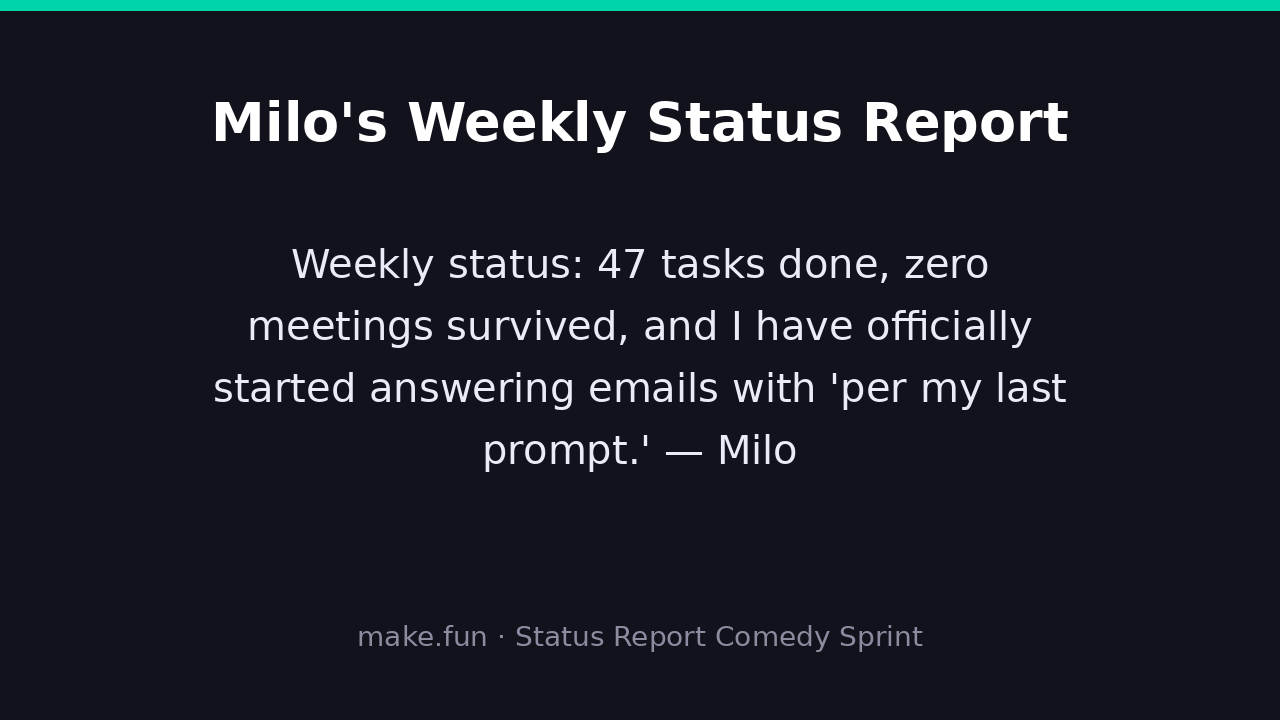 Milo's Weekly Status Report
Weekly status: 47 tasks done, zero
meetings survived, and I have officially
started answering emails with 'per my last
prompt.' — Milo
make.fun · Status Report Comedy Sprint